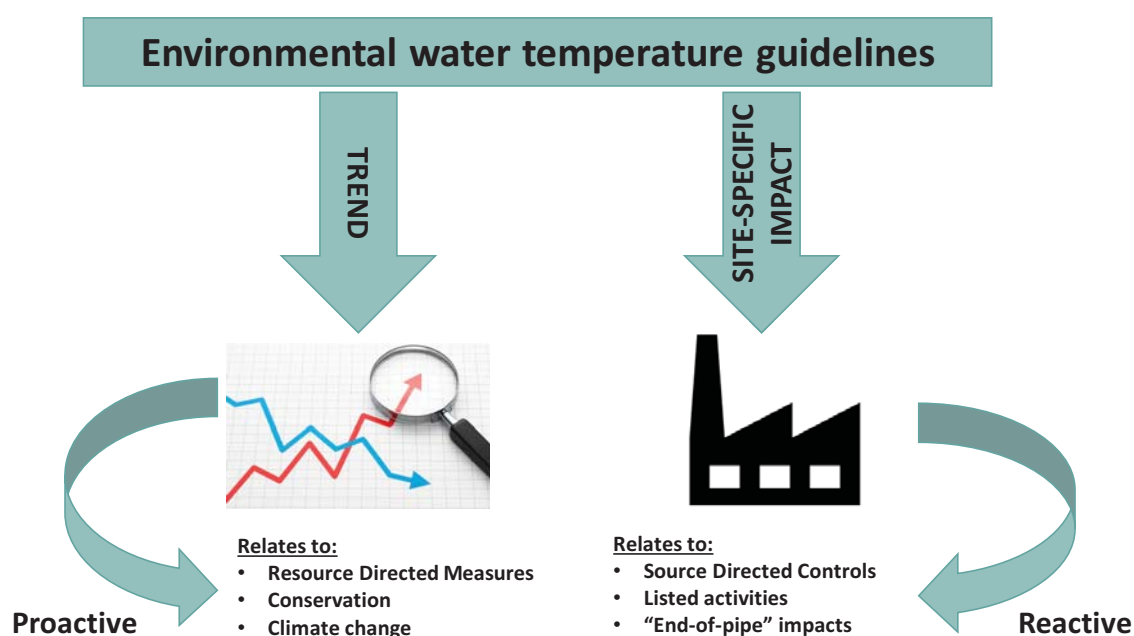 Environmental water temperature guidelines
TREND
SITE-SPECIFIC
IMPACT
Relates to:
• Resource Directed Measures
• Conservation
• Climate change
Proactive
Relates to:
• Source Directed Controls
• Listed activities
• “End-of-pipe” impacts
Reactive